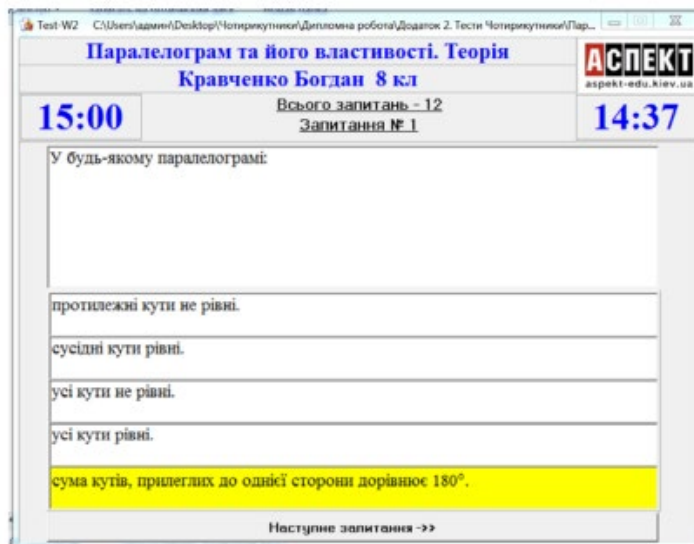 Test-W2 C:\Users\админ\Desktop\Чотирикутники\Дипломна робота\Додаток 2. Тести Чотирикутники\Пар...
Паралелограм та його властивості. Теорія
Кравченко Богдан 8 кл
АСПЕКТ
aspekt-edu.kiev.ua
15:00
Всього запитань - 12
Запитання № 1
14:37
У будь-якому паралелограмі:
протилежні кути не рівні.
сусідні кути рівні.
усі кути не рівні.
усі кути рівні.
сума кутів, прилеглих до однієї сторони дорівнює 180°.
Наступне запитання ->>